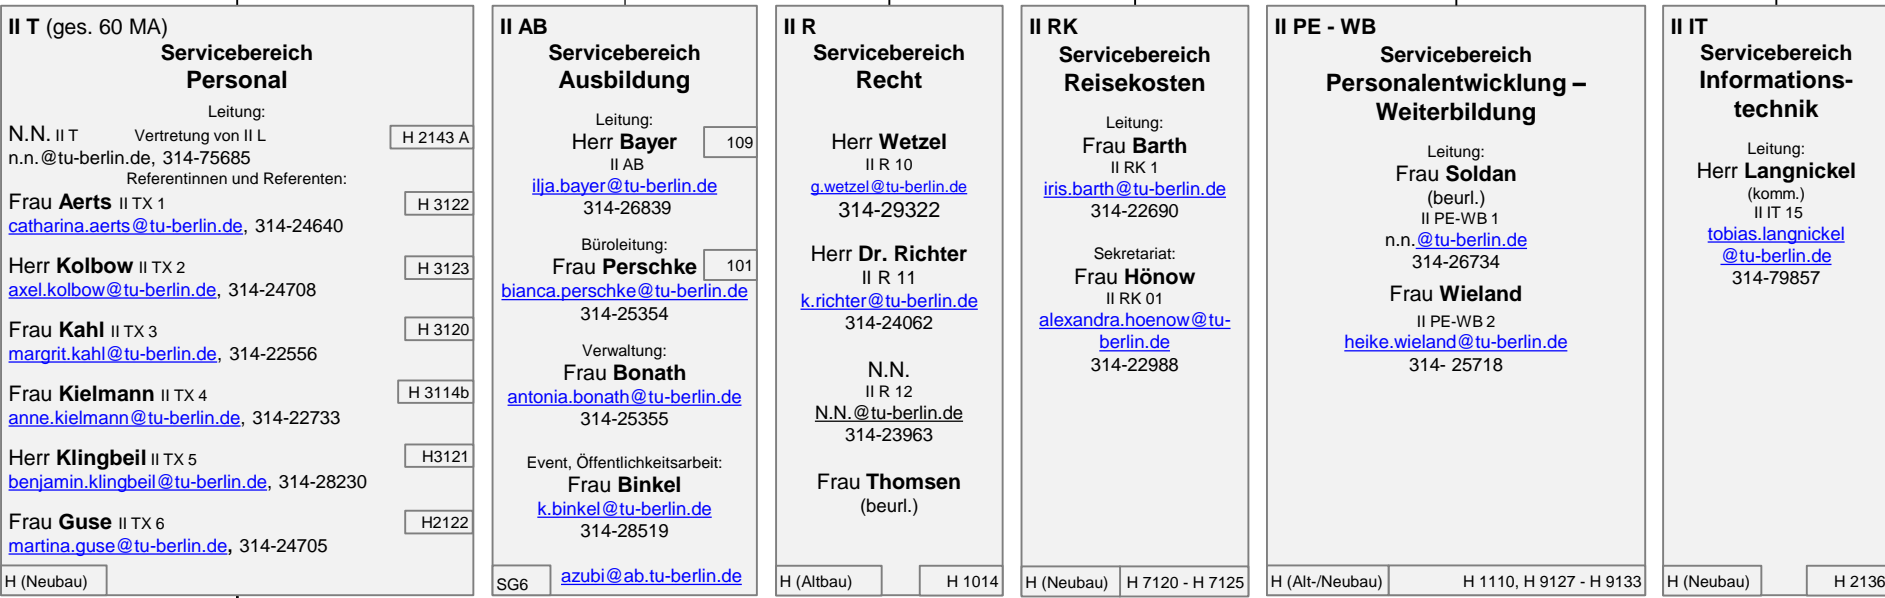 II T (ges. 60 MA)
Servicebereich
Personal
Leitung:
N.N. II T Vertretung von II L H 2143 A
n.n.@tu-berlin.de, 314-75685
Referentinnen und Referenten:
Frau Aerts II TX 1 H 3122
catharina.aerts@tu-berlin.de, 314-24640
Herr Kolbow II TX 2 H 3123
axel.kolbow@tu-berlin.de, 314-24708
Frau Kahl II TX 3 H 3120
margrit.kahl@tu-berlin.de, 314-22556
Frau Kielmann II TX 4 H 3114b
anne.kielmann@tu-berlin.de, 314-22733
Herr Klingbeil II TX 5 H3121
benjamin.klingbeil@tu-berlin.de, 314-28230
Frau Guse II TX 6 H2122
martina.guse@tu-berlin.de, 314-24705
H (Neubau)
II AB
Servicebereich
Ausbildung
Leitung:
Herr Bayer 109
II AB
ilja.bayer@tu-berlin.de
314-26839
Büroleitung:
Frau Perschke 101
bianca.perschke@tu-berlin.de
314-25354
Verwaltung:
Frau Bonath
antonia.bonath@tu-berlin.de
314-25355
Event, Öffentlichkeitsarbeit:
Frau Binkel
k.binkel@tu-berlin.de
314-28519
SG6 azubi@ab.tu-berlin.de
II R
Servicebereich
Recht
Herr Wetzel
II R 10
g.wetzel@tu-berlin.de
314-29322
Herr Dr. Richter
II R 11
k.richter@tu-berlin.de
314-24062
N.N.
II R 12
N.N.@tu-berlin.de
314-23963
Frau Thomsen
(beurl.)
H (Altbau) H 1014
II RK
Servicebereich
Reisekosten
Leitung:
Frau Barth
II RK 1
iris.barth@tu-berlin.de
314-22690
Sekretariat:
Frau Hönow
II RK 01
alexandra.hoenow@tu-
berlin.de
314-22988
H (Neubau) H 7120 - H 7125
II PE - WB
Servicebereich
Personalentwicklung –
Weiterbildung
Leitung:
Frau Soldan
(beurl.)
II PE-WB 1
n.n.@tu-berlin.de
314-26734
Frau Wieland
II PE-WB 2
heike.wieland@tu-berlin.de
314- 25718
H (Alt-/Neubau) H 1110, H 9127 - H 9133
II IT
Servicebereich
Informations-
technik
Leitung:
Herr Langnickel
(komm.)
II IT 15
tobias.langnickel
@tu-berlin.de
314-79857
H (Neubau) H 2136